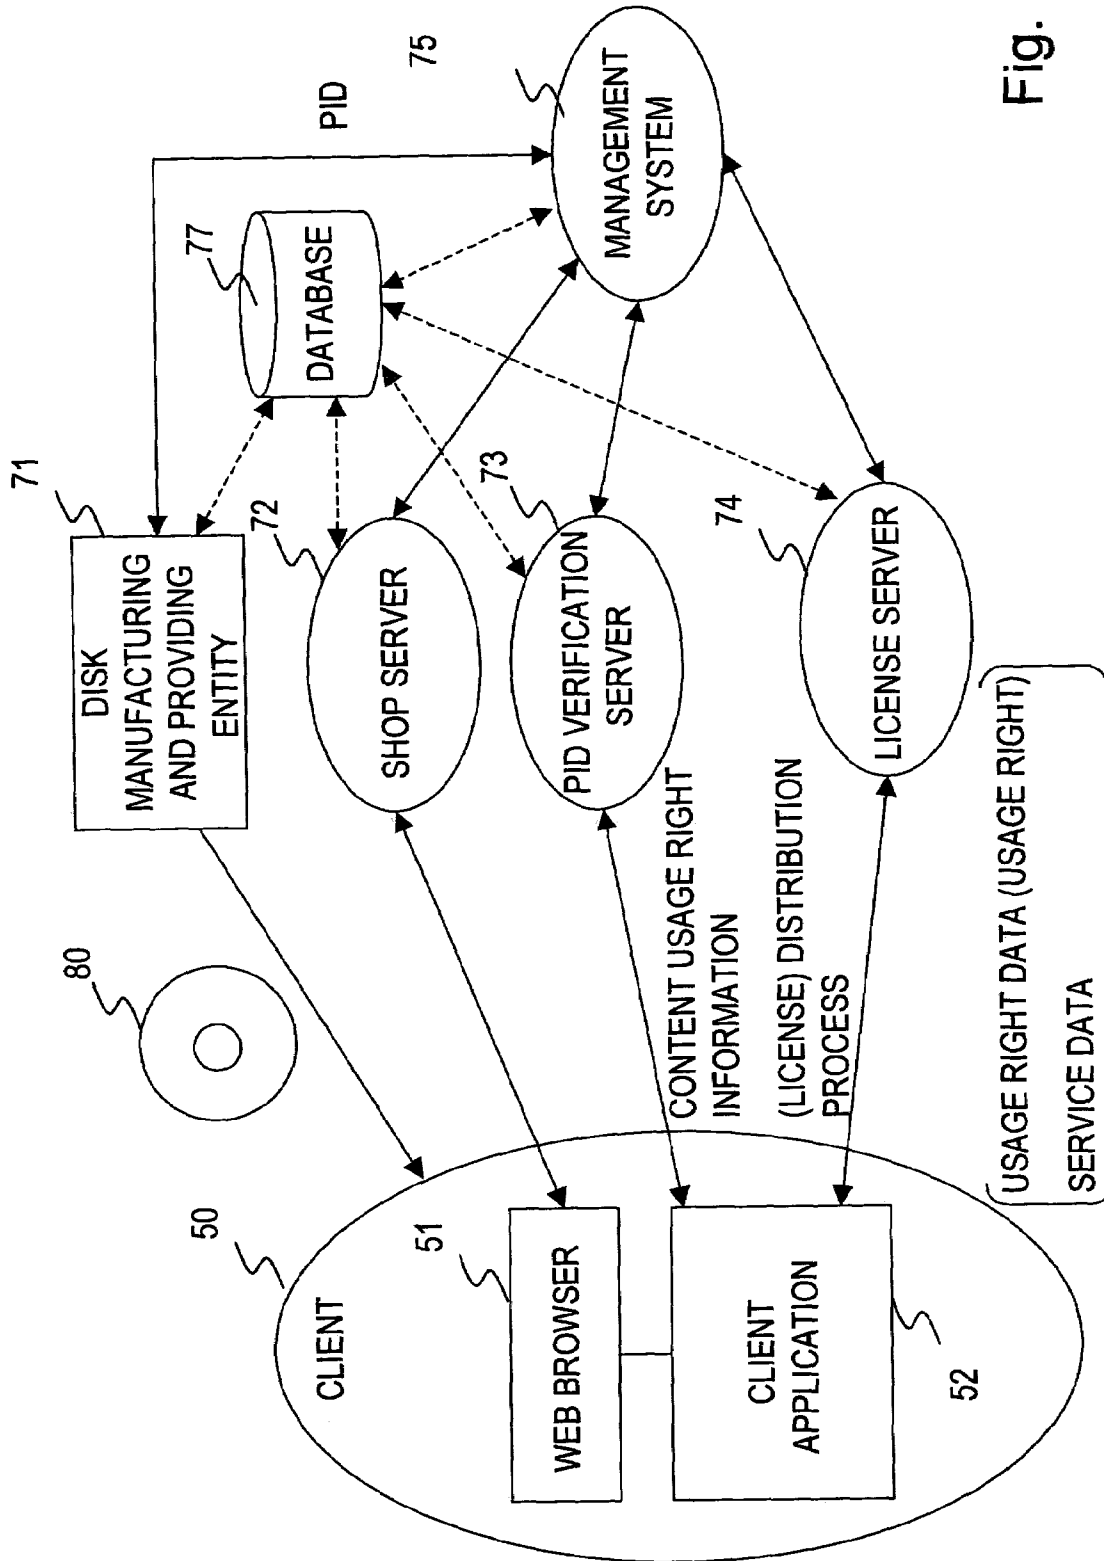 71
DISK
MANUFACTURING
AND PROVIDING
ENTITY
PID
77
DATABASE
75
MANAGEMENT
SYSTEM
80
72
SHOP SERVER
73
PID VERIFICATION
SERVER
74
LICENSE SERVER
50
CLIENT
51
WEB BROWSER
CLIENT
APPLICATION
52
CONTENT USAGE RIGHT
INFORMATION
(LICENSE) DISTRIBUTION
PROCESS
USAGE RIGHT DATA (USAGE RIGHT)
SERVICE DATA
Fig.